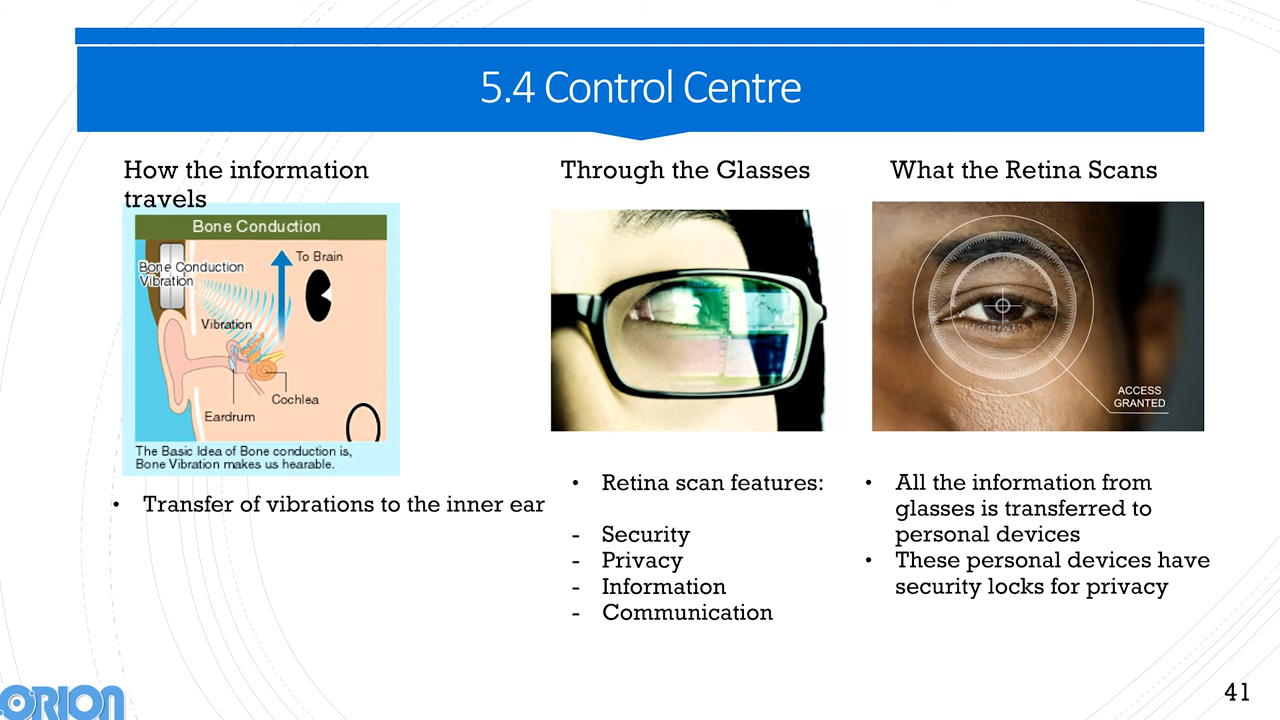 5.4 Control Centre
How the information
travels
Bone Conduction
To Brain
Bone Conduction
Vibration
Vibration
Cochlea
Eardrum
The Basic Idea of Bone conduction is,
Bone Vibration makes us hearable.
• Transfer of vibrations to the inner ear
Through the Glasses
• Retina scan features:
- Security
- Privacy
- Information
- Communication
What the Retina Scans
ACCESS
GRANTED
• All the information from
glasses is transferred to
personal devices
• These personal devices have
security locks for privacy
ORION
41